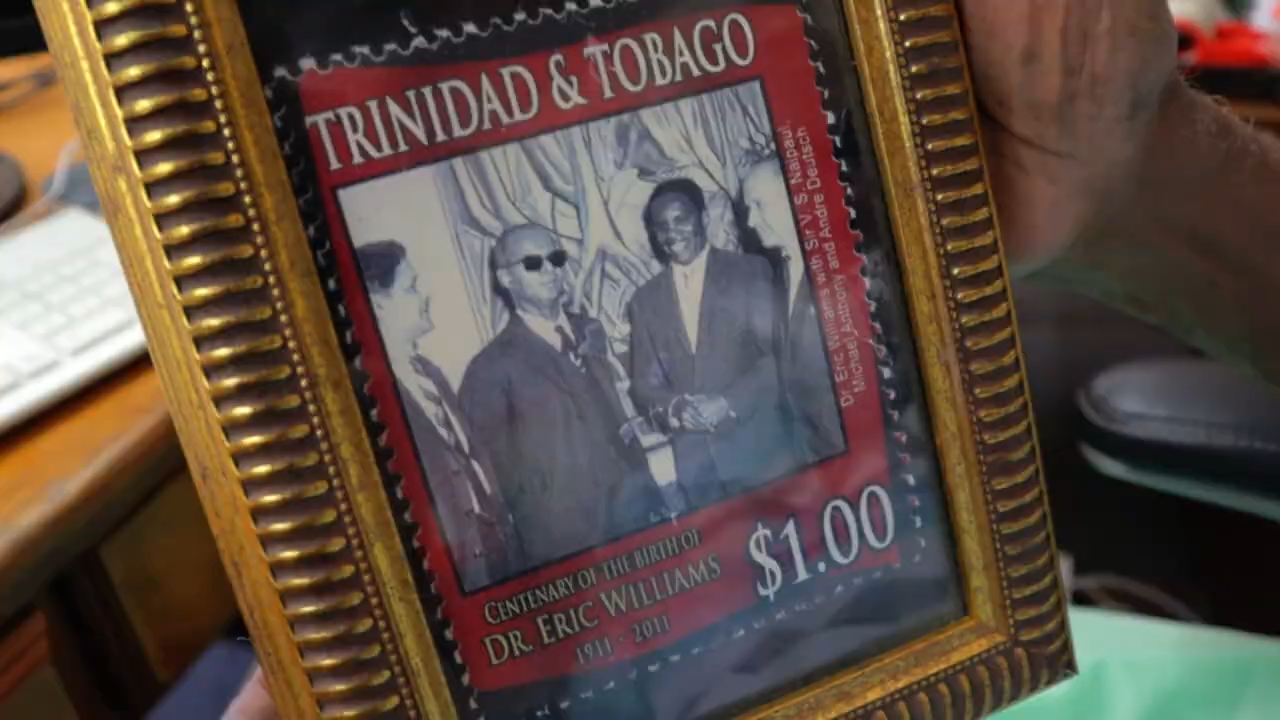 TRINIDAD & TOBAGO
Dr. Eric Williams with Sir V. S. Naipaul,
Michael Anthony and Andre Deutsch
CENTENARY OF THE BIRTH OF
DR. ERIC WILLIAMS
1911 - 2011
$1.00